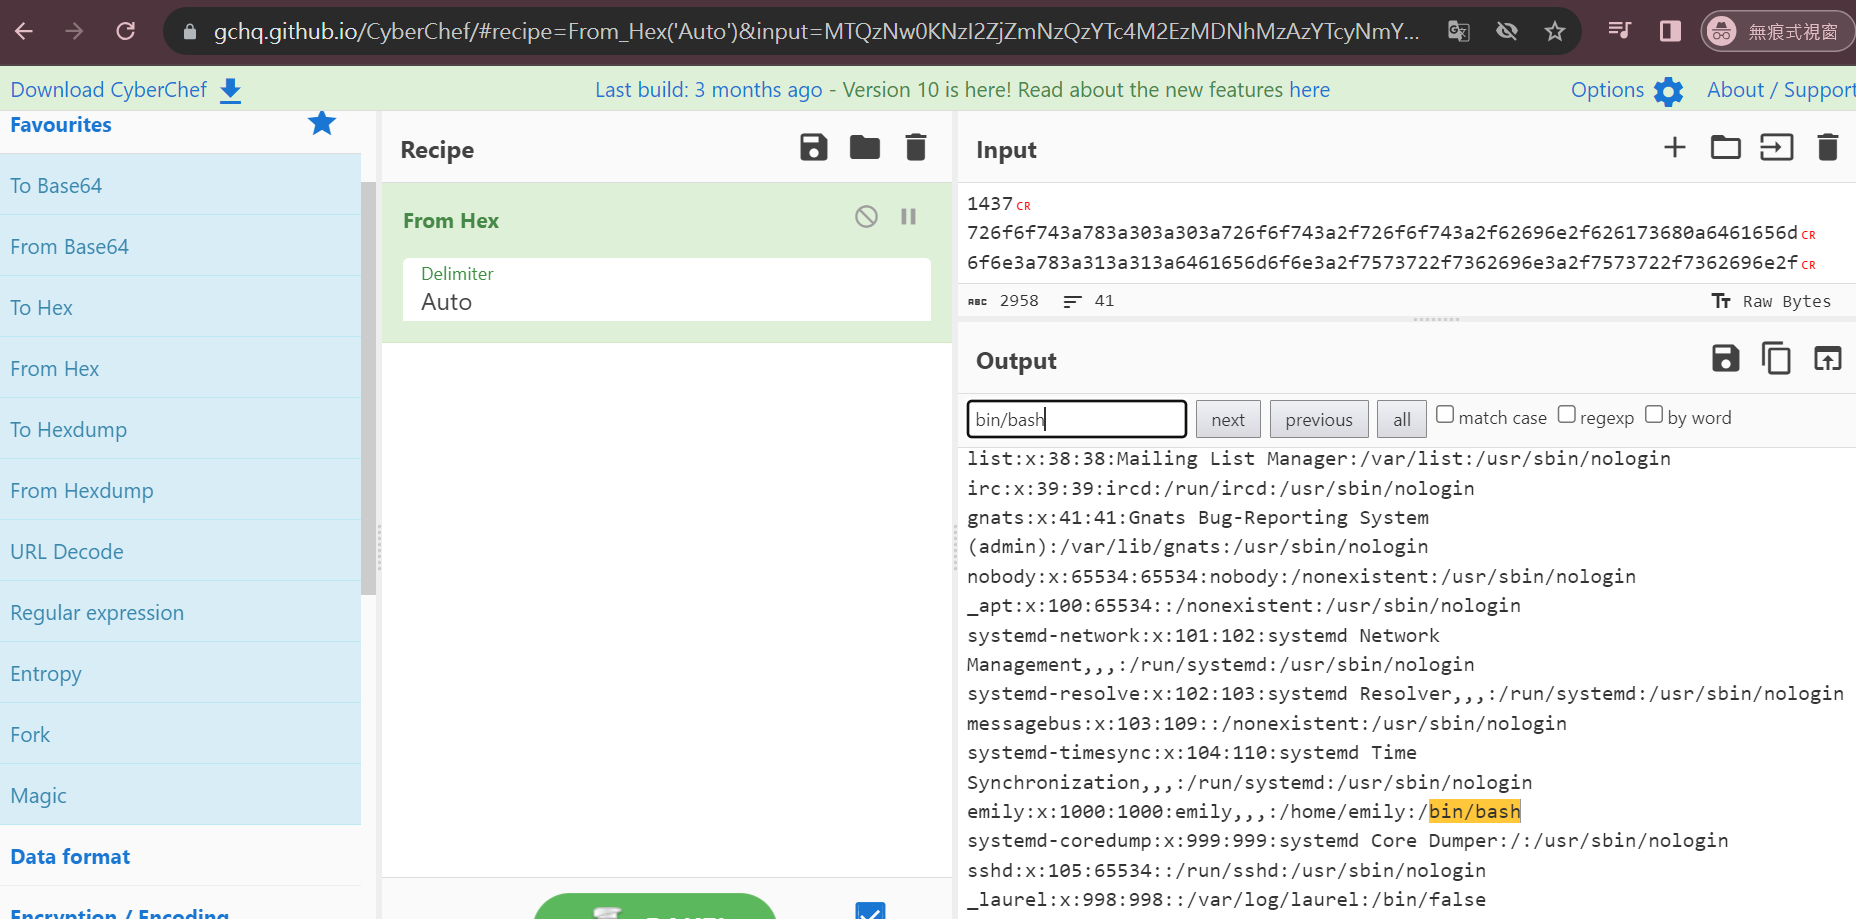 gchq.github.io/CyberChef/#recipe=From_Hex('Auto')&input=MTQzNw0KNzI2ZjZmNzQzYTc4M2EzMDNhMzAzYTcyNmY...
無痕式視窗
Download CyberChef
Last build: 3 months ago - Version 10 is here! Read about the new features here
Options
About / Support
Favourites
To Base64
From Base64
To Hex
From Hex
To Hexdump
From Hexdump
URL Decode
Regular expression
Entropy
Fork
Magic
Data format
Encryption / Encoding
Recipe
From Hex
Delimiter
Auto
Input
1437CR
726f6f743a783a303a303a726f6f743a2f726f6f743a2f62696e2f626173680a6461656dCR
6f6e3a783a313a313a6461656d6f6e3a2f7573722f7362696e3a2f7573722f7362696e2fCR
ABC 2958 41
Tт Raw Bytes
Output
bin/bash
next
previous
all
match case
regexp
by word
list:x:38:38:Mailing List Manager:/var/list:/usr/sbin/nologin
irc:x:39:39:ircd:/run/ircd:/usr/sbin/nologin
gnats:x:41:41:Gnats Bug-Reporting System
(admin):/var/lib/gnats:/usr/sbin/nologin
nobody:x:65534:65534:nobody:/nonexistent:/usr/sbin/nologin
_apt:x:100:65534::/nonexistent:/usr/sbin/nologin
systemd-network:x:101:102:systemd Network
Management,,,:/run/systemd:/usr/sbin/nologin
systemd-resolve:x:102:103:systemd Resolver,,,:/run/systemd:/usr/sbin/nologin
messagebus:x:103:109::/nonexistent:/usr/sbin/nologin
systemd-timesync:x:104:110:systemd Time
Synchronization,,,:/run/systemd:/usr/sbin/nologin
emily:x:1000:1000:emily,,,:/home/emily:/bin/bash
systemd-coredump:x:999:999:systemd Core Dumper:/:/usr/sbin/nologin
sshd:x:105:65534::/run/sshd:/usr/sbin/nologin
_laurel:x:998:998::/var/log/laurel:/bin/false